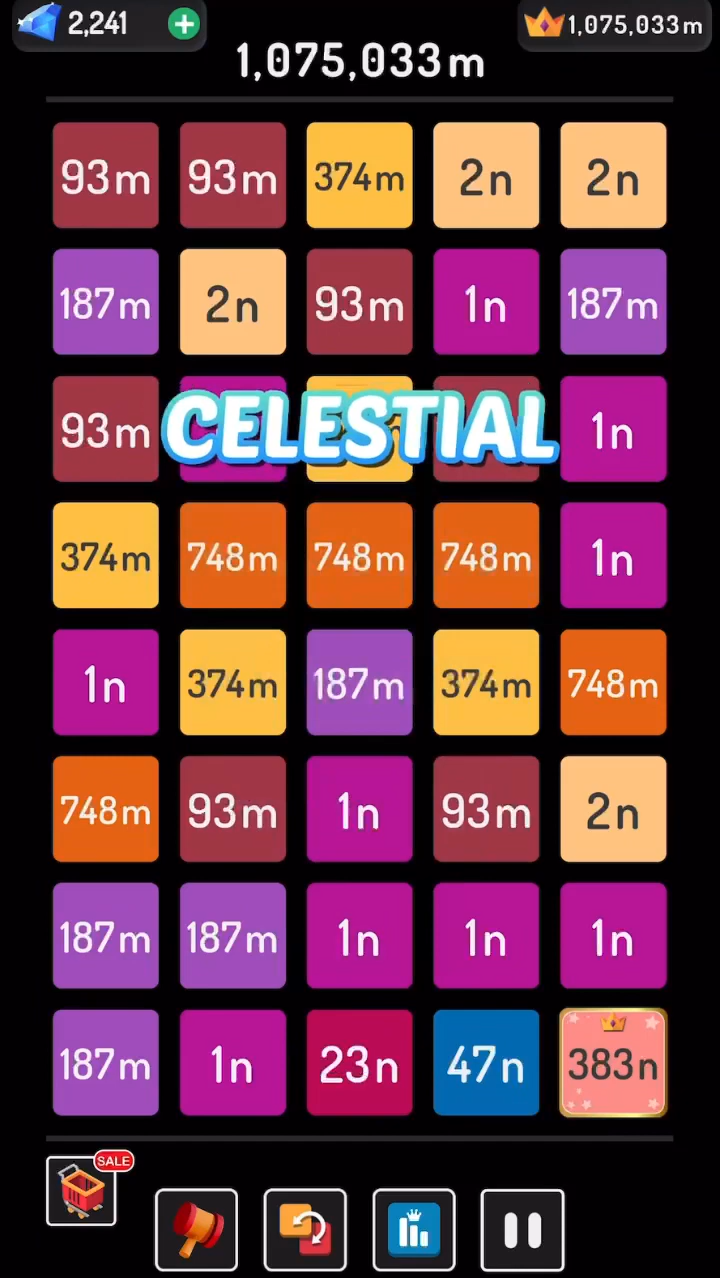 2,241 1,075,033m
1,075,033m
93m 93m 374m 2n 2n
187m 2n 93m 1n 187m
93m CELESTIAL 1n
374m 748m 748m 748m 1n
1n 374m 187m 374m 748m
748m 93m 1n 93m 2n
187m 187m 1n 1n 1n
187m 1n 23n 47n 383n
SALE